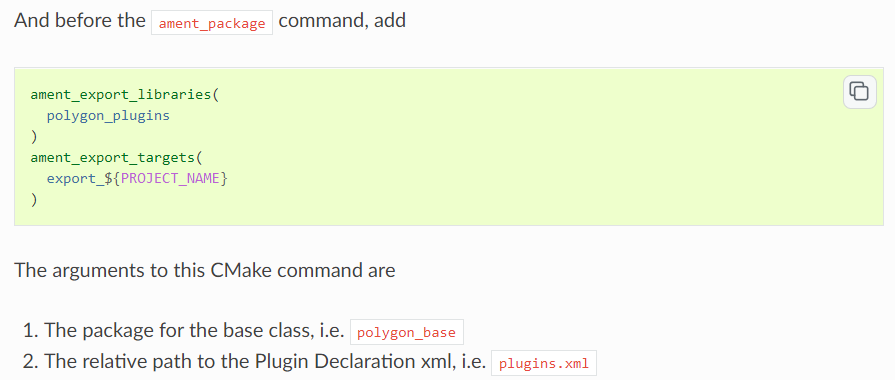 And before the ament_package command, add
ament_export_libraries(
  polygon_plugins
)
ament_export_targets(
  export_${PROJECT_NAME}
)
The arguments to this CMake command are
1. The package for the base class, i.e. polygon_base
2. The relative path to the Plugin Declaration xml, i.e. plugins.xml